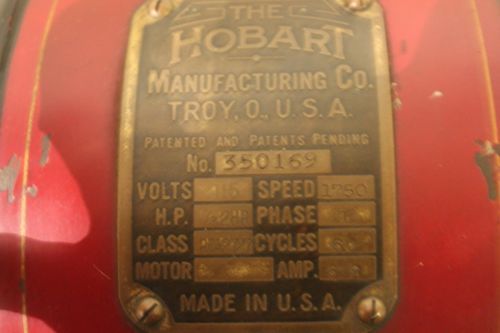 THE
HOBART
MANUFACTURING CO.
TROY, O., U.S.A.
PATENTED AND PATENTS PENDING
No. 350169
VOLTS 115 SPEED 1750
H.P. PHASE
CLASS CYCLES 60
MOTOR AMP.
MADE IN U.S.A.